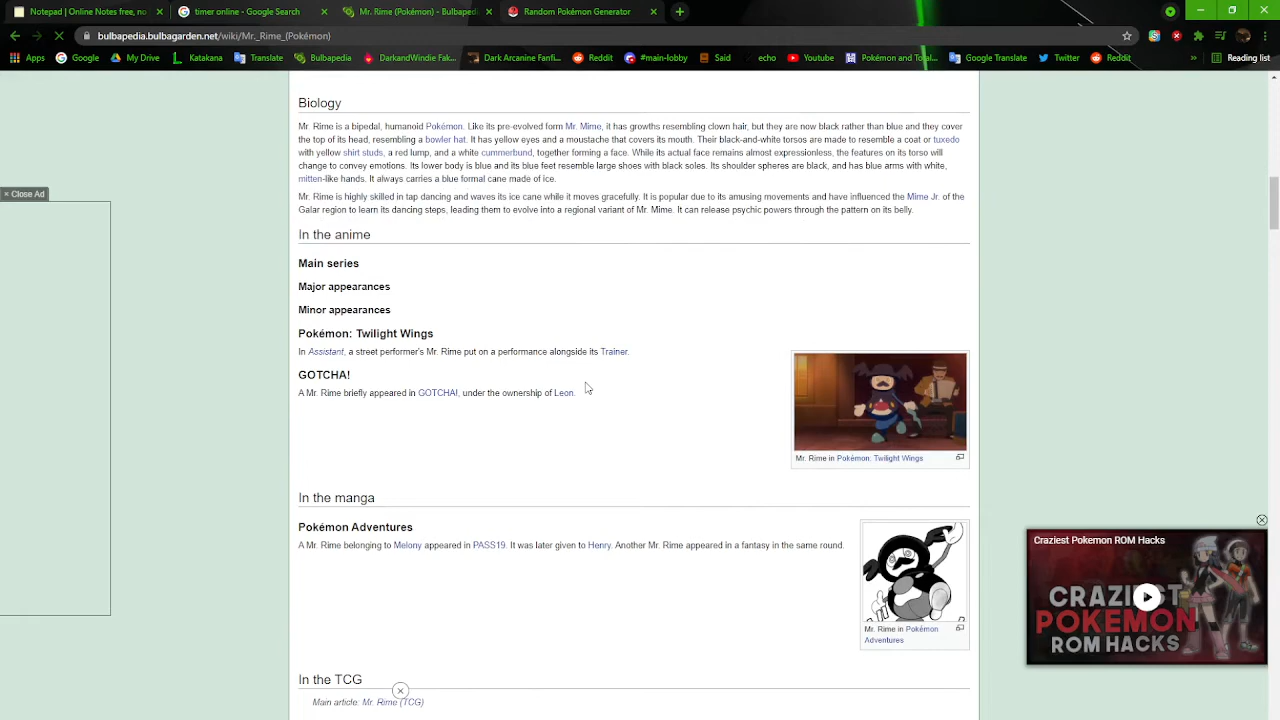 Notepad | Online Notes free, no
timer online - Google Search
Mr. Rime (Pokémon) - Bulbaped
Random Pokémon Generator
bulbapedia.bulbagarden.net/wiki/Mr._Rime_(Pokémon)
Apps Google My Drive Katakana Translate Bulbapedia DarkandWindie Fak... Dark Arcanine Fanfi... Reddit #main-lobby Said echo Youtube Pokémon and Total... Google Translate Twitter Reddit » Reading list
Biology
Mr. Rime is a bipedal, humanoid Pokémon. Like its pre-evolved form Mr. Mime, it has growths resembling clown hair, but they are now black rather than blue and they cover
the top of its head, resembling a bowler hat. It has yellow eyes and a moustache that covers its mouth. Their black-and-white torsos are made to resemble a coat or tuxedo
with yellow shirt studs, a red lump, and a white cummerbund, together forming a face. While its actual face remains almost expressionless, the features on its torso will
change to convey emotions. Its lower body is blue and its blue feet resemble large shoes with black soles. Its shoulder spheres are black, and has blue arms with white,
mitten-like hands. It always carries a blue formal cane made of ice.
Mr. Rime is highly skilled in tap dancing and waves its ice cane while it moves gracefully. It is popular due to its amusing movements and have influenced the Mime Jr. of the
Galar region to learn its dancing steps, leading them to evolve into a regional variant of Mr. Mime. It can release psychic powers through the pattern on its belly.
× Close Ad
In the anime
Main series
Major appearances
Minor appearances
Pokémon: Twilight Wings
In Assistant, a street performer's Mr. Rime put on a performance alongside its Trainer.
GOTCHA!
A Mr. Rime briefly appeared in GOTCHA!, under the ownership of Leon.
Mr. Rime in Pokémon: Twilight Wings
In the manga
Pokémon Adventures
A Mr. Rime belonging to Melony appeared in PASS19. It was later given to Henry. Another Mr. Rime appeared in a fantasy in the same round.
Mr. Rime in Pokémon
Adventures
Craziest Pokemon ROM Hacks
CRAZIEST
POKEMON
ROM HACKS
In the TCG
Main article: Mr. Rime (TCG)